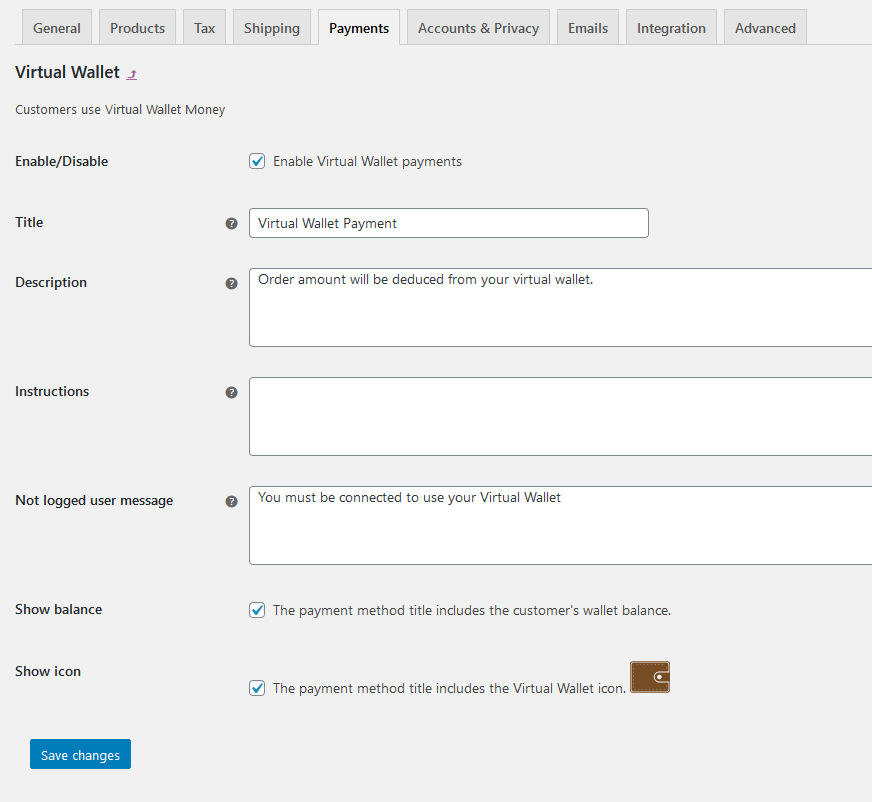 General Products Tax Shipping Payments Accounts & Privacy Emails Integration Advanced
Virtual Wallet
Customers use Virtual Wallet Money
Enable/Disable Enable Virtual Wallet payments
Title ? Virtual Wallet Payment
Description ? Order amount will be deduced from your virtual wallet.
Instructions ?
Not logged user message ? You must be connected to use your Virtual Wallet
Show balance The payment method title includes the customer's wallet balance.
Show icon The payment method title includes the Virtual Wallet icon.
Save changes